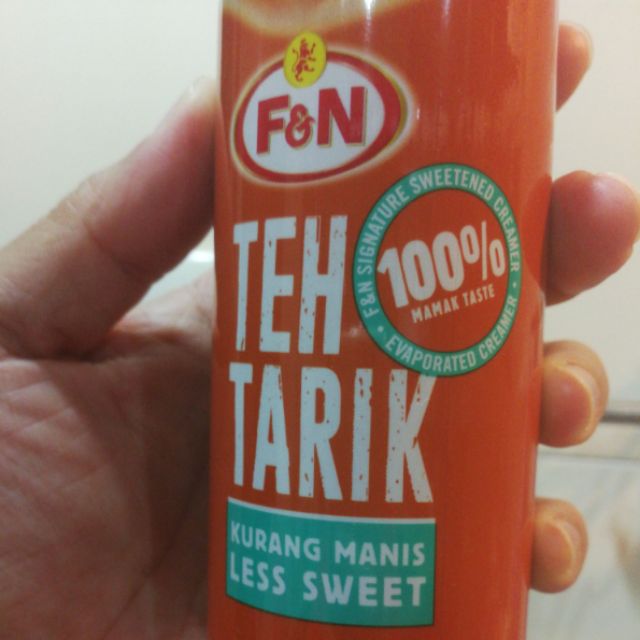 F&N
TEH
TARIK
F&N SIGNATURE SWEETENED CREAMER
100%
MAMAK TASTE
• EVAPORATED CREAMER •
KURANG MANIS
LESS SWEET